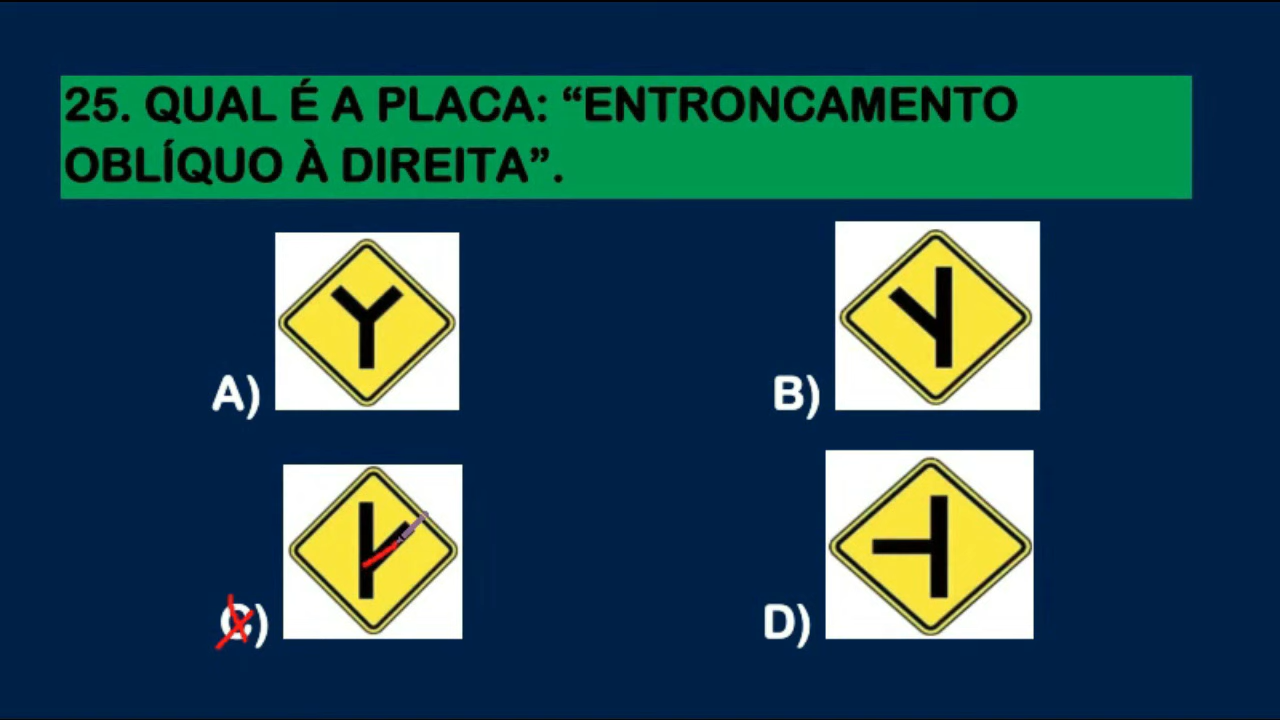 25. QUAL É A PLACA: “ENTRONCAMENTO
OBLÍQUO À DIREITA”.
A)
B)
C)
D)